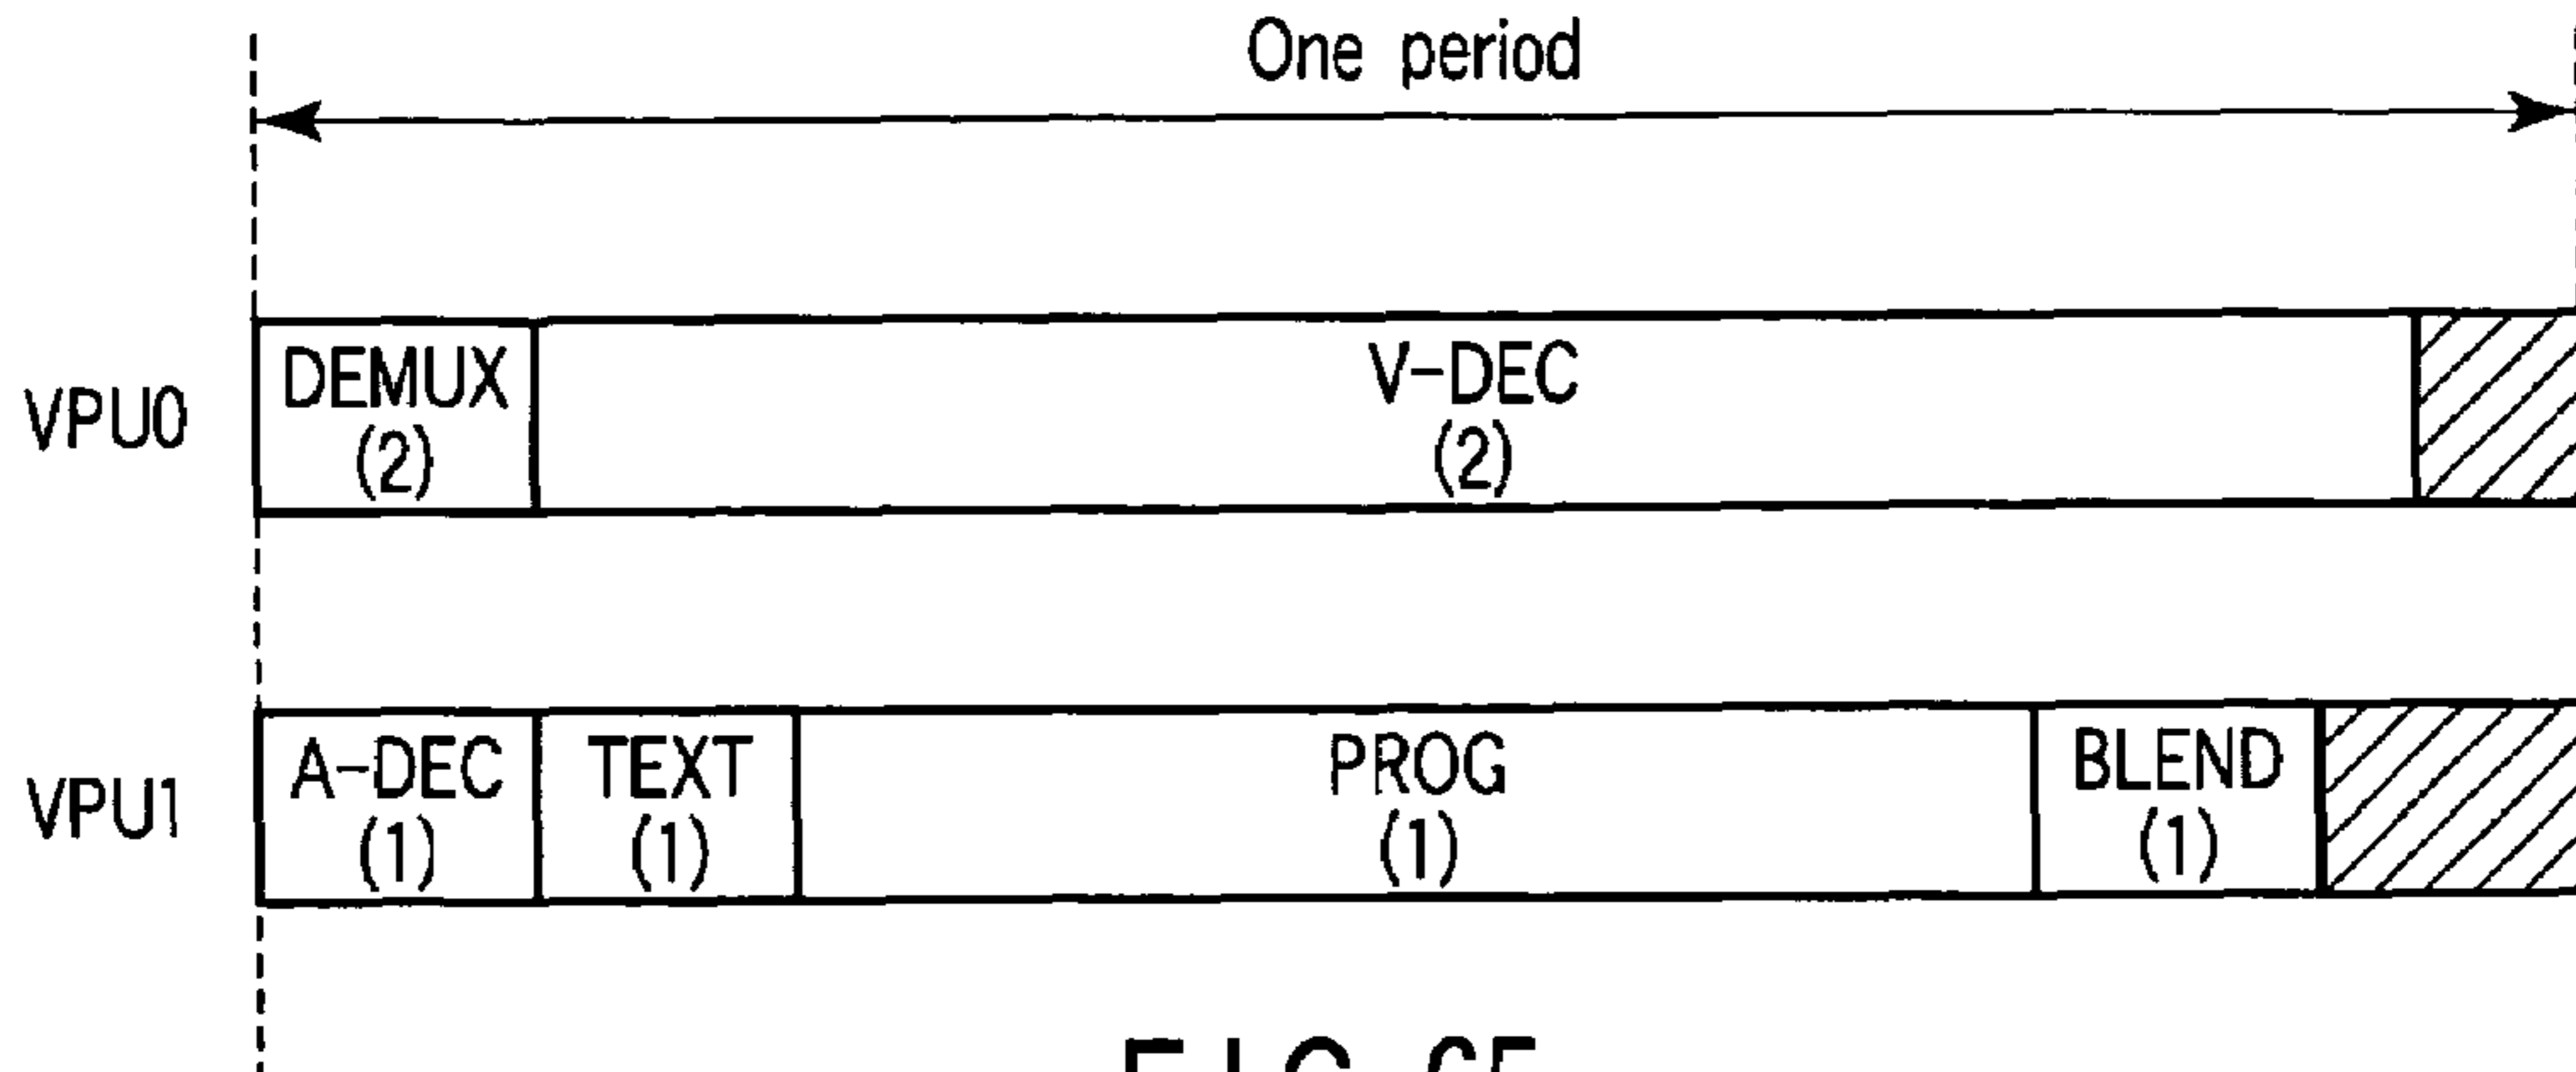 One period
VPU0
DEMUX
(2)
V-DEC
(2)
VPU1
A-DEC
(1)
TEXT
(1)
PROG
(1)
BLEND
(1)